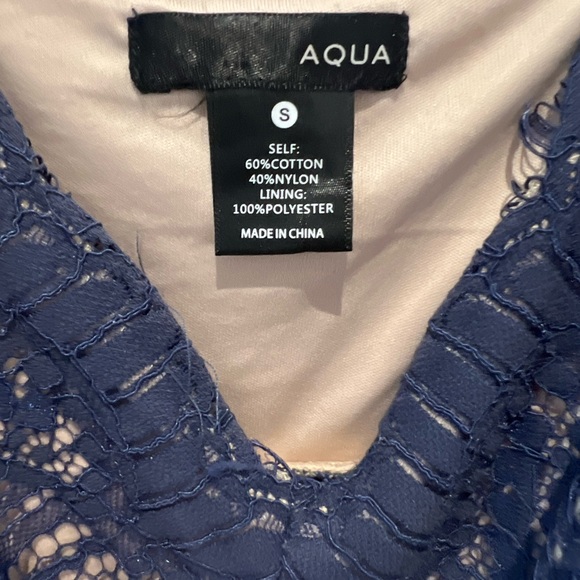 AQUA
S
SELF:
60%COTTON
40%NYLON
LINING:
100%POLYESTER
MADE IN CHINA